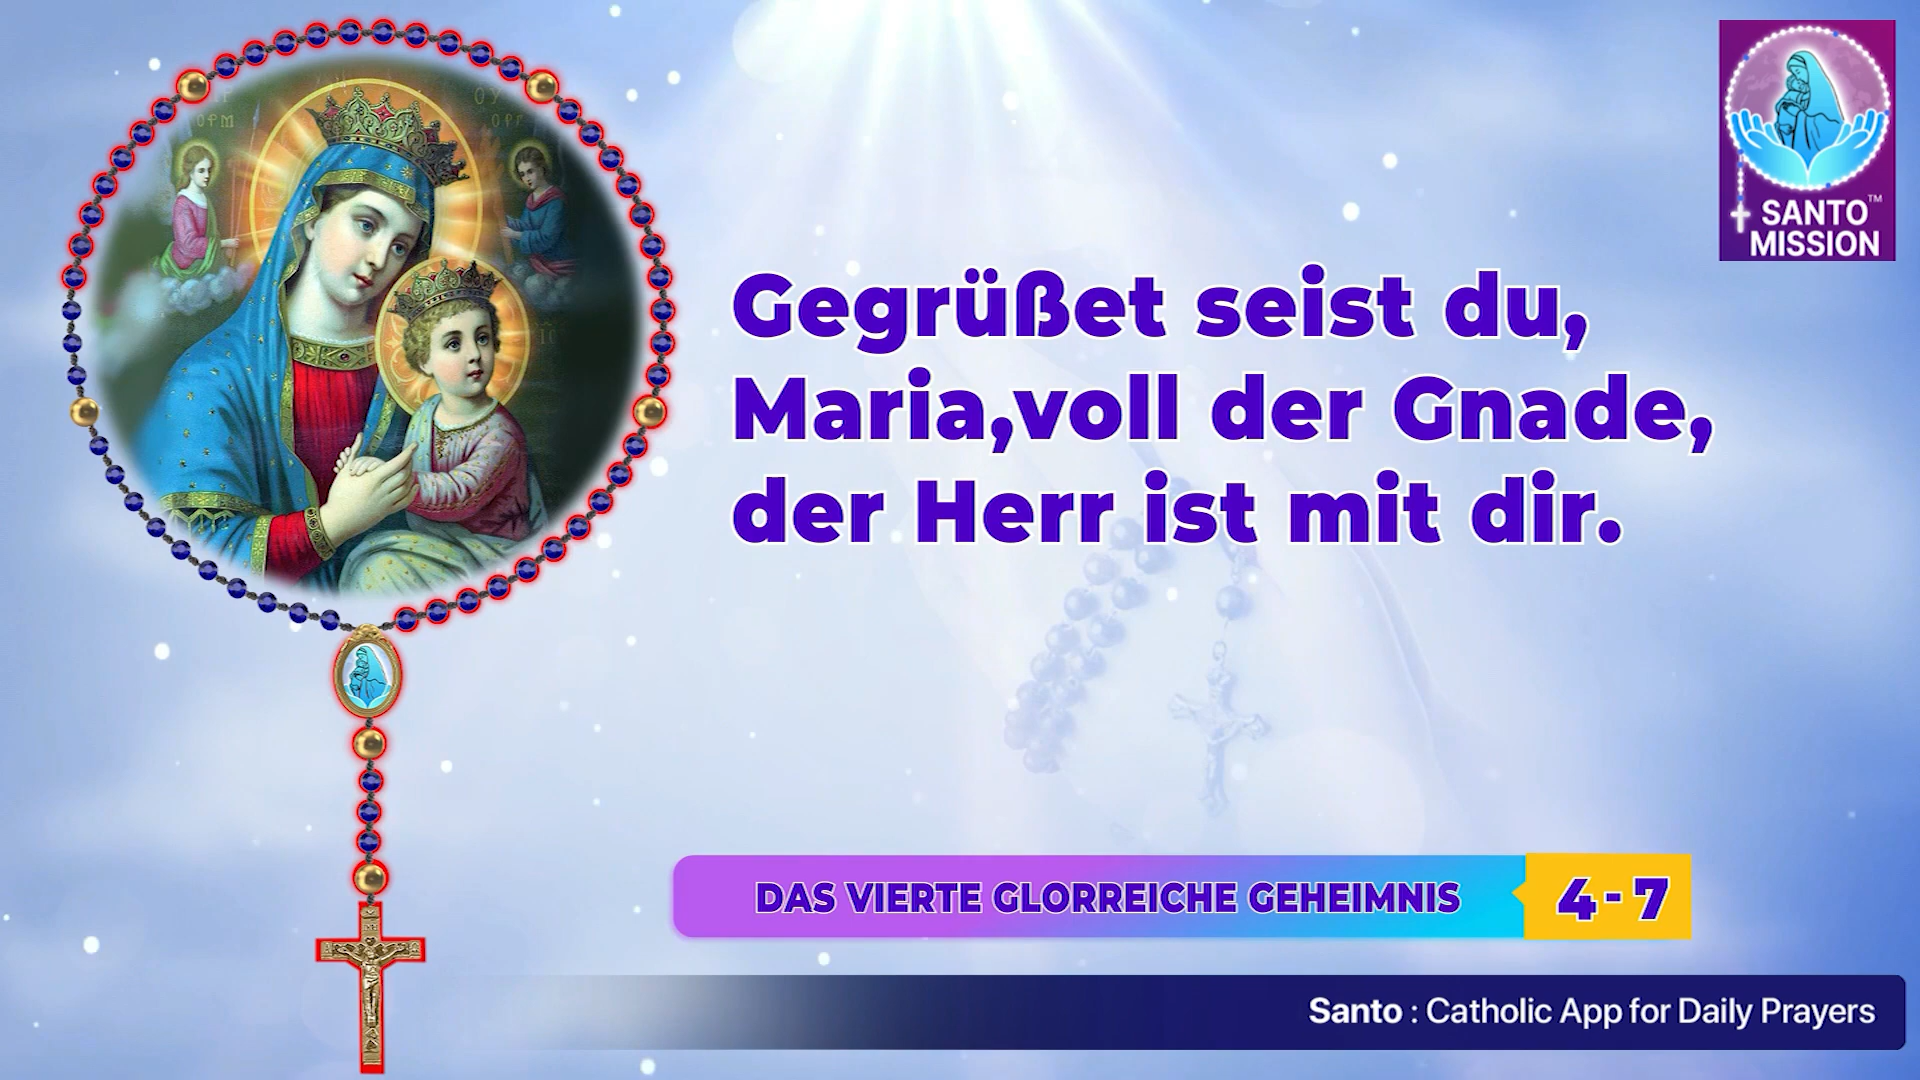 SANTO™
MISSION
Gegrüßet seist du,
Maria,voll der Gnade,
der Herr ist mit dir.
DAS VIERTE GLORREICHE GEHEIMNIS
4 - 7
Santo : Catholic App for Daily Prayers